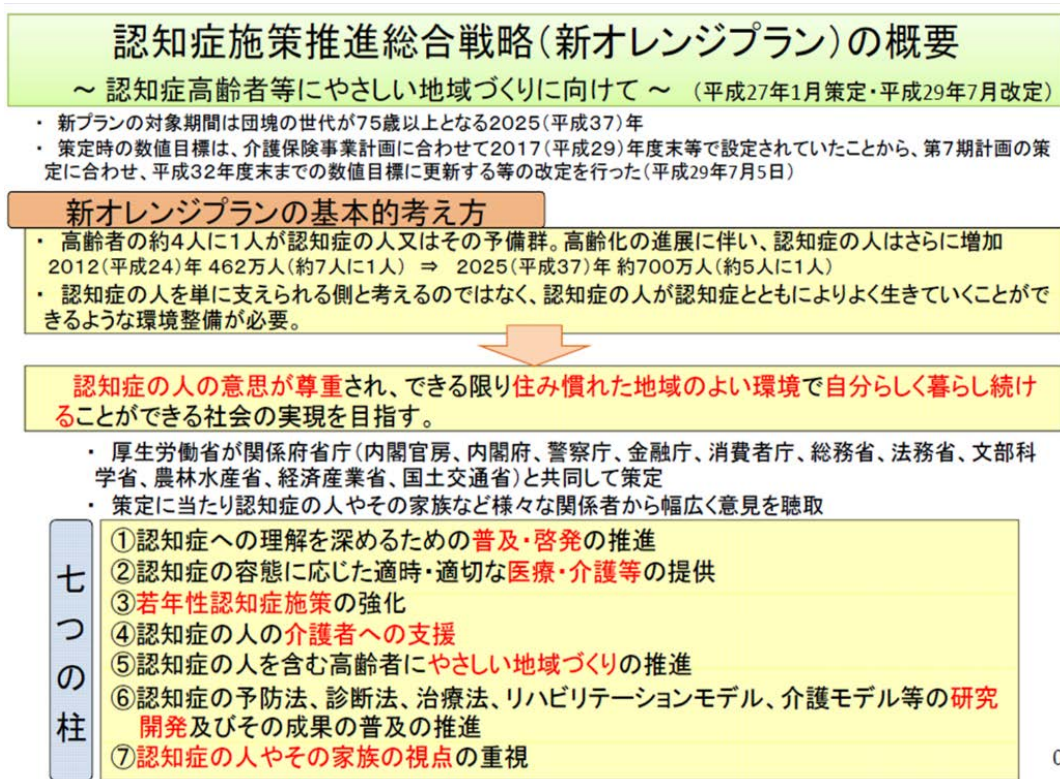 認知症施策推進総合戦略(新オレンジプラン)の概要
～ 認知症高齢者等にやさしい地域づくりに向けて ～ (平成27年1月策定・平成29年7月改定)
・ 新プランの対象期間は団塊の世代が75歳以上となる2025(平成37)年
・ 策定時の数値目標は、介護保険事業計画に合わせて2017(平成29)年度末等で設定されていたことから、第7期計画の策
定に合わせ、平成32年度末までの数値目標に更新する等の改定を行った(平成29年7月5日)
新オレンジプランの基本的考え方
・ 高齢者の約4人に1人が認知症の人又はその予備群。高齢化の進展に伴い、認知症の人はさらに増加
2012(平成24)年 462万人(約7人に1人) ⇒ 2025(平成37)年 約700万人(約5人に1人)
・ 認知症の人を単に支えられる側と考えるのではなく、認知症の人が認知症とともによりよく生きていくことがで
きるような環境整備が必要。
認知症の人の意思が尊重され、できる限り住み慣れた地域のよい環境で自分らしく暮らし続け
ることができる社会の実現を目指す。
・ 厚生労働省が関係府省庁(内閣官房、内閣府、警察庁、金融庁、消費者庁、総務省、法務省、文部科
学省、農林水産省、経済産業省、国土交通省)と共同して策定
・ 策定に当たり認知症の人やその家族など様々な関係者から幅広く意見を聴取
七つの柱
①認知症への理解を深めるための普及・啓発の推進
②認知症の容態に応じた適時・適切な医療・介護等の提供
③若年性認知症施策の強化
④認知症の人の介護者への支援
⑤認知症の人を含む高齢者にやさしい地域づくりの推進
⑥認知症の予防法、診断法、治療法、リハビリテーションモデル、介護モデル等の研究
開発及びその成果の普及の推進
⑦認知症の人やその家族の視点の重視